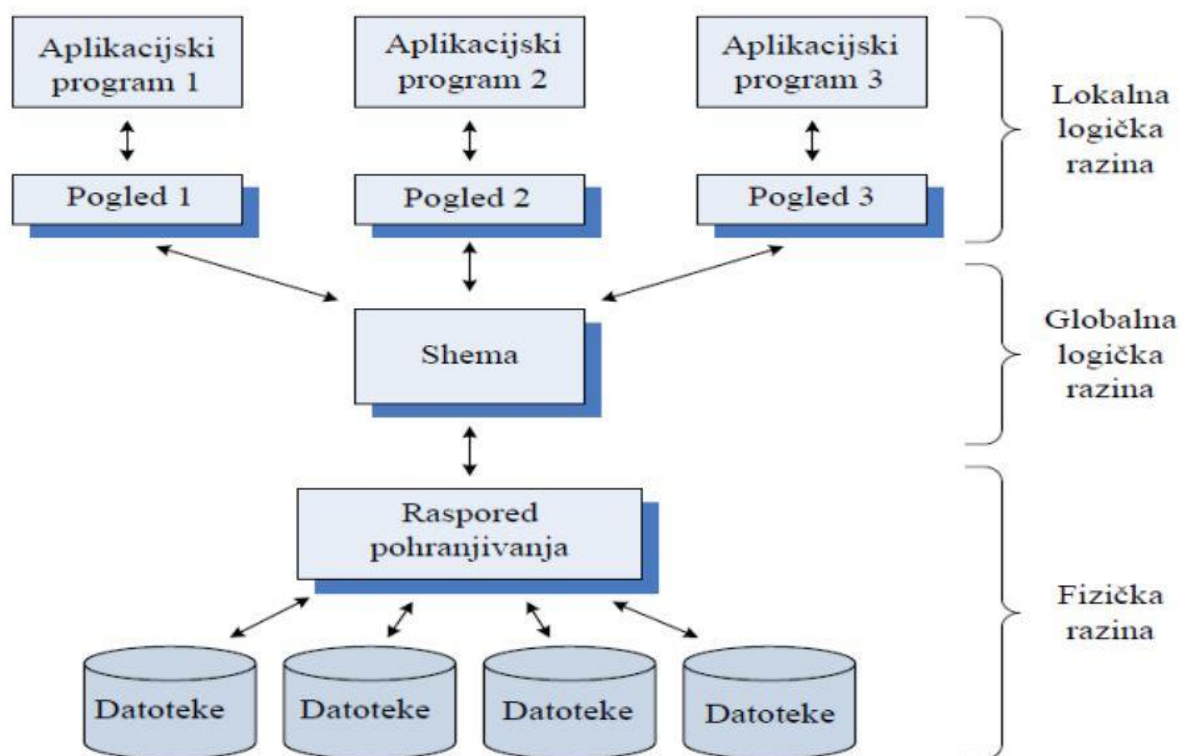 Aplikacijski
program 1
Aplikacijski
program 2
Aplikacijski
program 3
Lokalna
logička
razina
Pogled 1
Pogled 2
Pogled 3
Shema
Globalna
logička
razina
Raspored
pohranjivanja
Fizička
razina
Datoteke
Datoteke
Datoteke
Datoteke